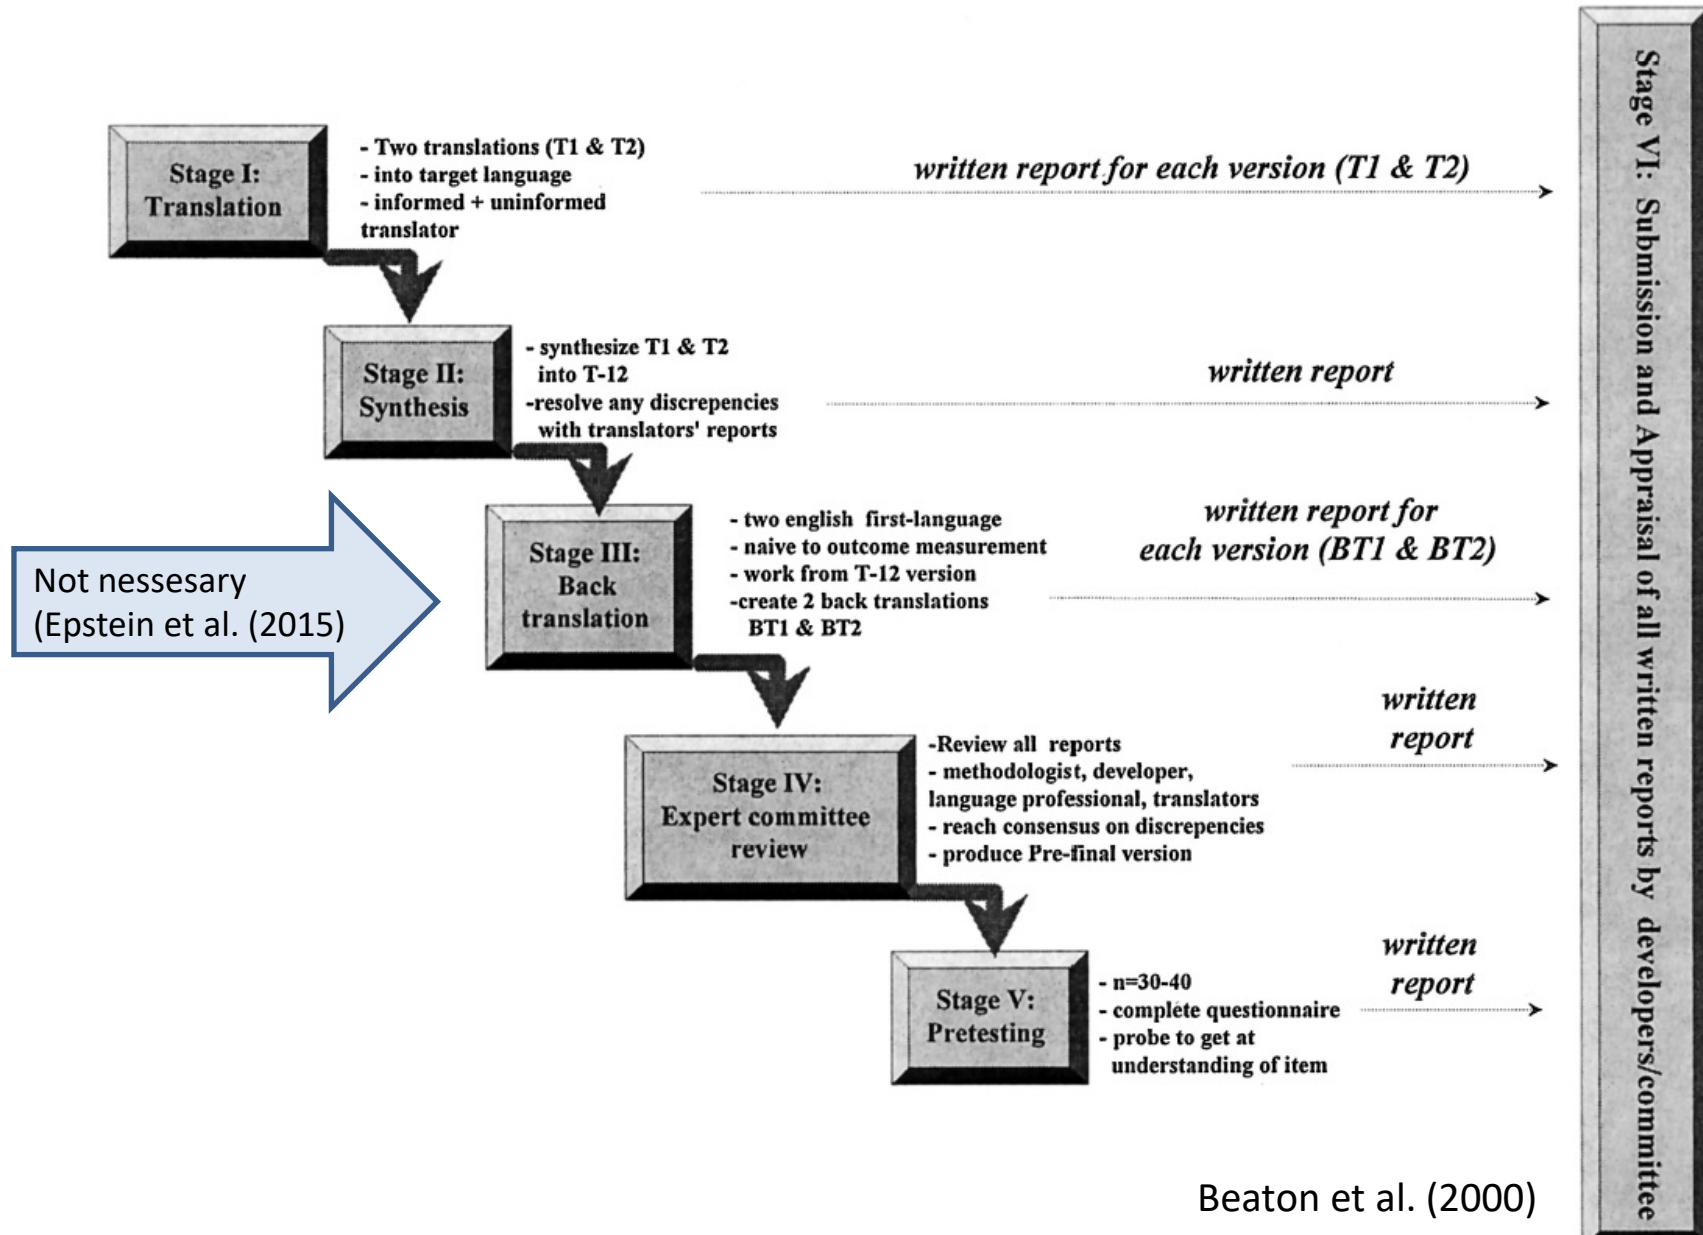 Stage I:
Translation
- Two translations (T1 & T2)
- into target language
- informed + uninformed
translator
written report for each version (T1 & T2)
Stage II:
Synthesis
- synthesize T1 & T2
into T-12
-resolve any discrepencies
with translators' reports
written report
Not nessesary
(Epstein et al. (2015)
Stage III:
Back
translation
- two english first-language
- naive to outcome measurement
- work from T-12 version
-create 2 back translations
BT1 & BT2
written report for
each version (BT1 & BT2)
Stage IV:
Expert committee
review
-Review all reports
- methodologist, developer,
language professional, translators
- reach consensus on discrepencies
- produce Pre-final version
written
report
Stage V:
Pretesting
- n=30-40
- complete questionnaire
- probe to get at
understanding of item
written
report
Stage VI: Submission and Appraisal of all written reports by developers/committee
Beaton et al. (2000)